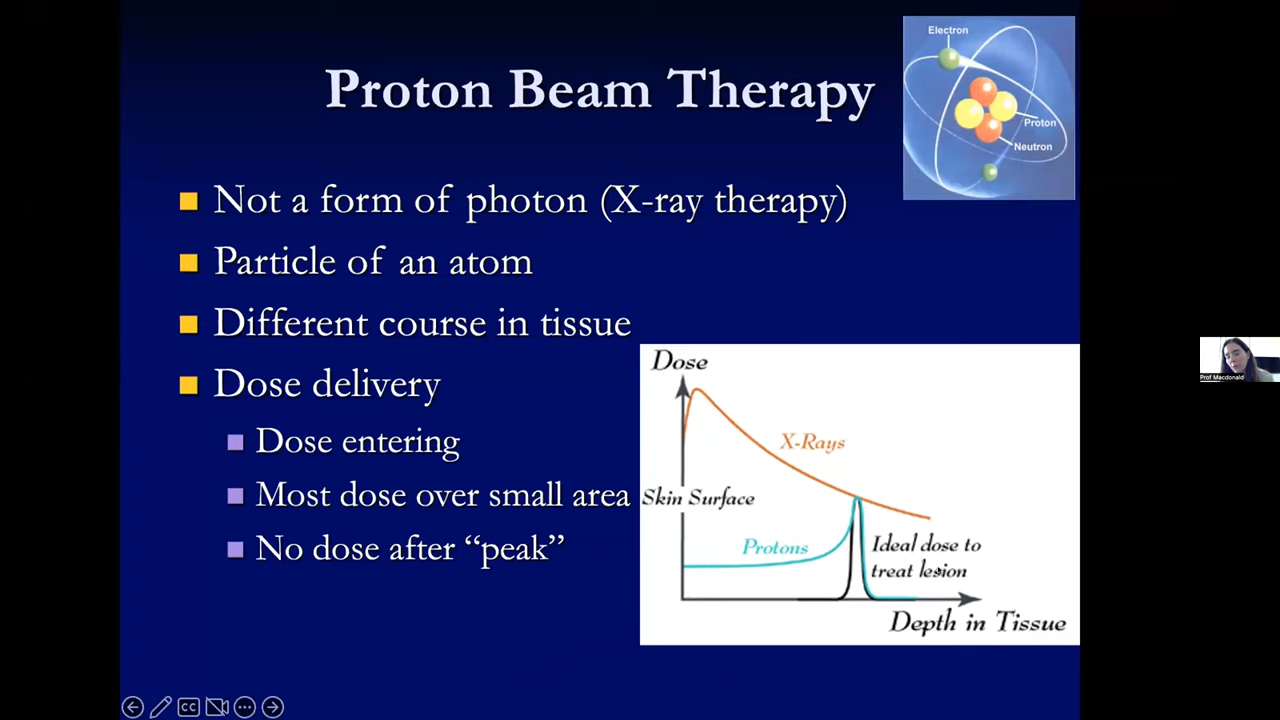 Proton Beam Therapy
Electron
Proton
Neutron
Not a form of photon (X-ray therapy)
Particle of an atom
Different course in tissue
Dose delivery
Dose entering
Most dose over small area
No dose after “peak”
Dose
X-Rays
Skin Surface
Protons
Ideal dose to
treat lesion
Depth in Tissue
Prof Macdonald
CC